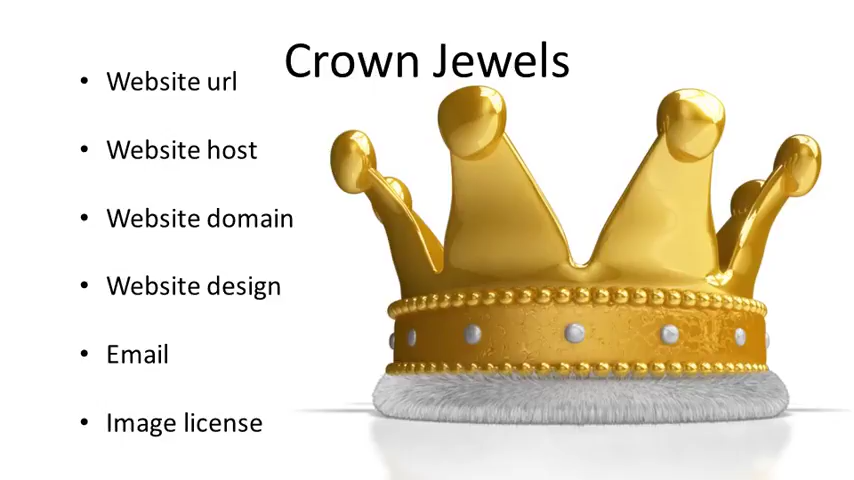 Crown Jewels
• Website url
• Website host
• Website domain
• Website design
• Email
• Image license